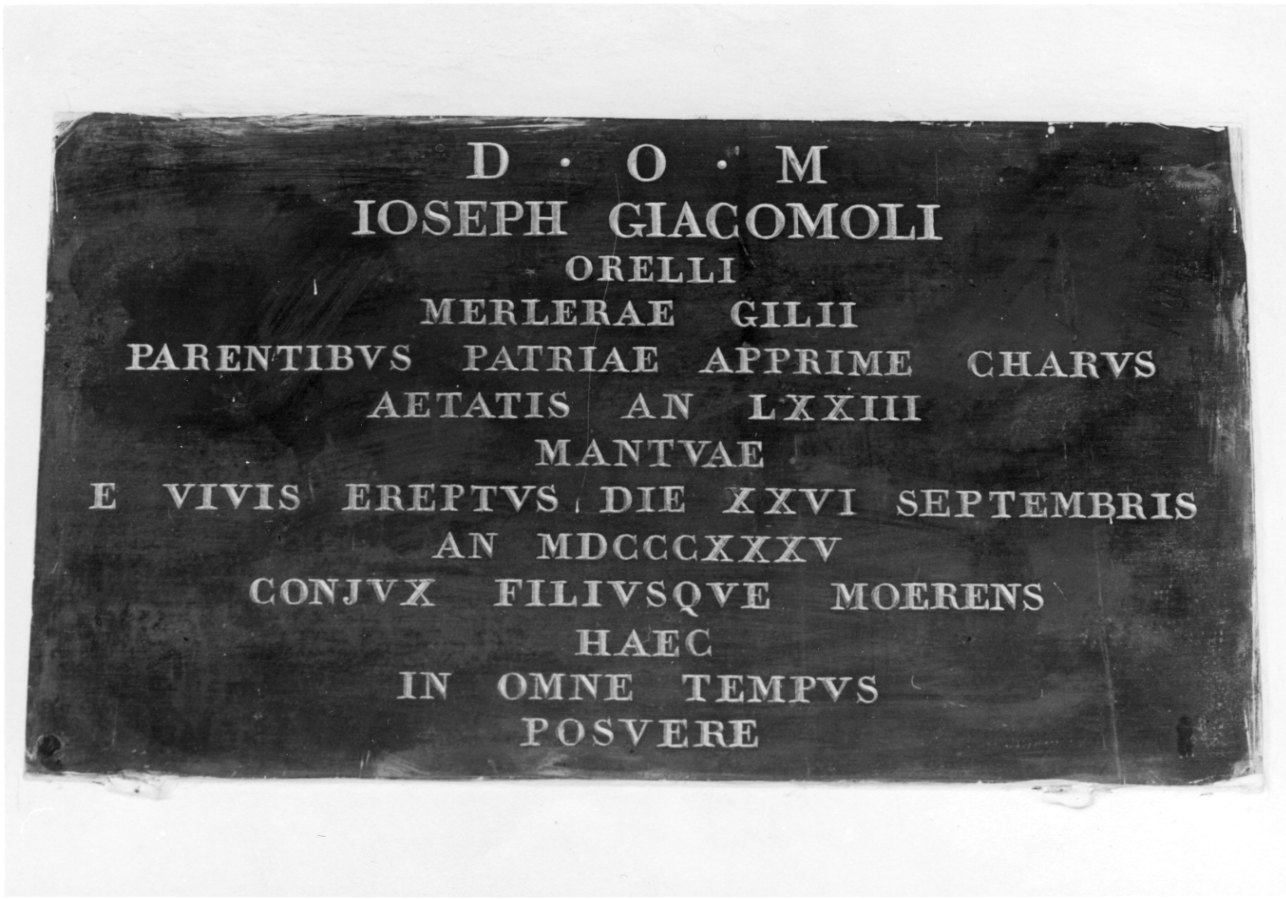 D · O · M
IOSEPH GIACOMOLI
ORELLI
MERLERAE GILII
PARENTIBVS PATRIAE APPRIME CHARVS
AETATIS AN LXXIII
MANTVAE
E VIVIS EREPTVS DIE XXVI SEPTEMBRIS
AN MDCCCXXXV
CONJVX FILIVSQVE MOERENS
HAEC
IN OMNE TEMPVS
POSVERE